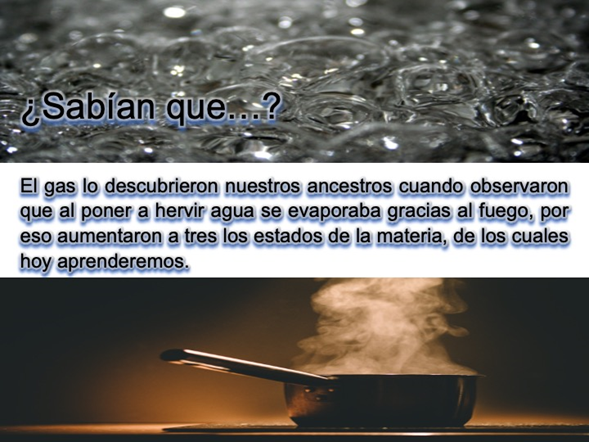 ¿Sabían que…?
El gas lo descubrieron nuestros ancestros cuando observaron
que al poner a hervir agua se evaporaba gracias al fuego, por
eso aumentaron a tres los estados de la materia, de los cuales
hoy aprenderemos.